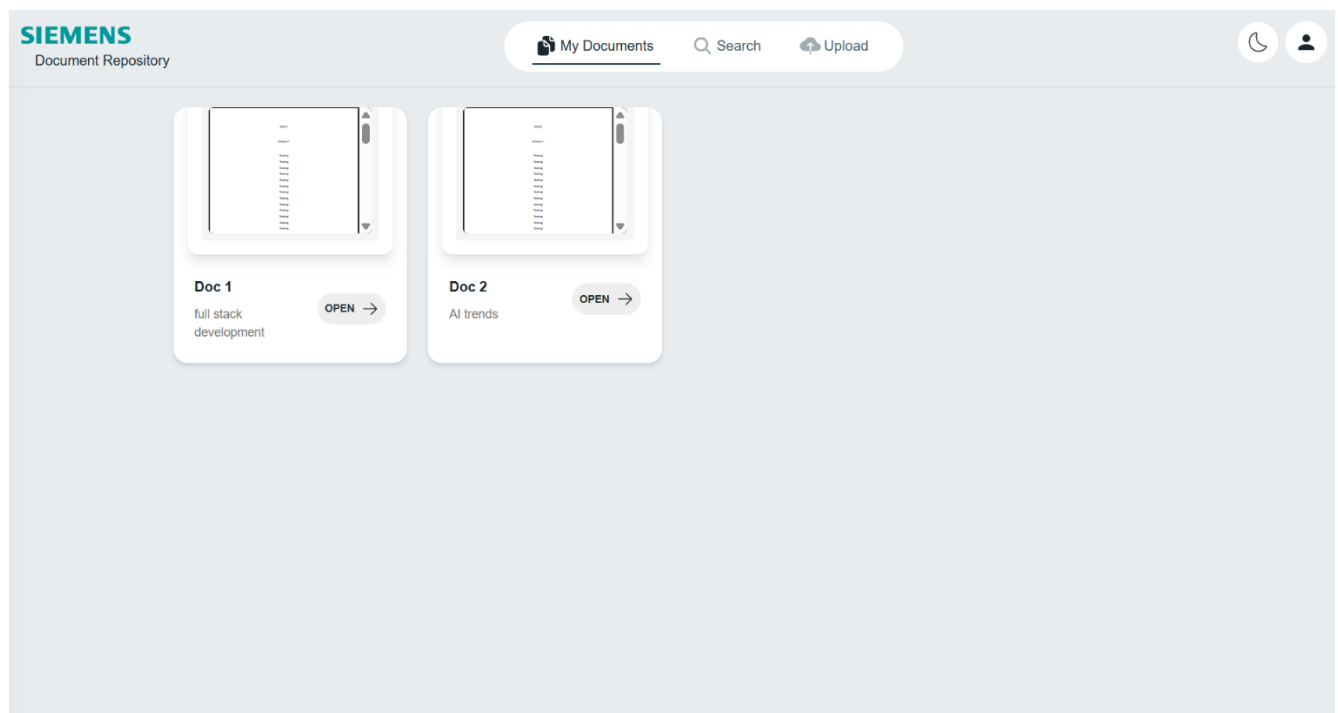 SIEMENS
Document Repository
My Documents
Search
Upload
Doc 1
full stack
development
OPEN
Doc 2
AI trends
OPEN